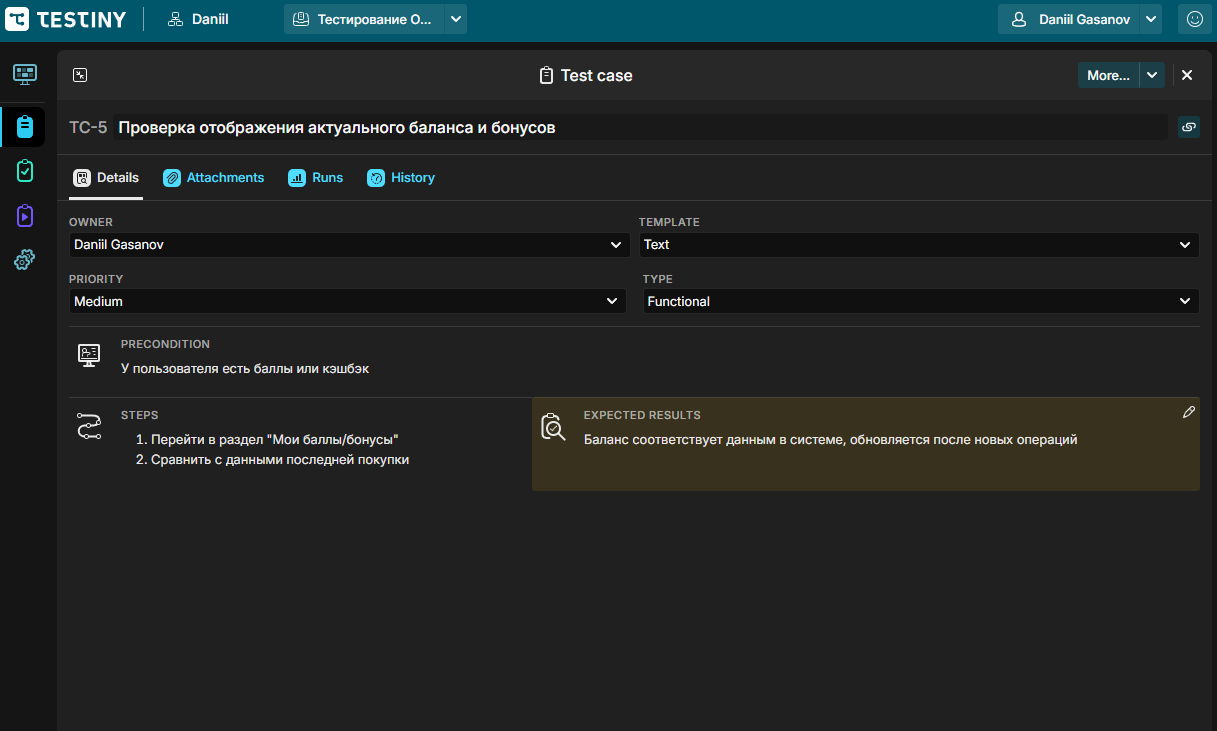 TESTINY
Daniil
Тестирование О...
Daniil Gasanov
Test case
More...
TC-5 Проверка отображения актуального баланса и бонусов
Details Attachments Runs History
OWNER TEMPLATE
Daniil Gasanov Text
PRIORITY TYPE
Medium Functional
PRECONDITION
У пользователя есть баллы или кэшбэк
STEPS
1. Перейти в раздел "Мои баллы/бонусы"
2. Сравнить с данными последней покупки
EXPECTED RESULTS
Баланс соответствует данным в системе, обновляется после новых операций